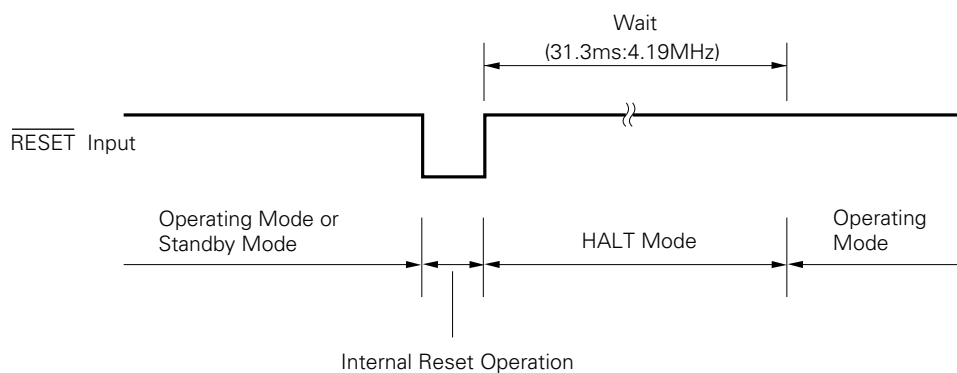 Wait
(31.3ms:4.19MHz)
RESET Input
Operating Mode or
Standby Mode
HALT Mode
Operating
Mode
Internal Reset Operation